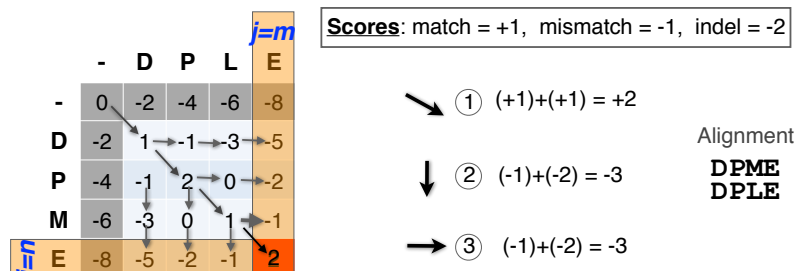 j=m
Scores: match = +1, mismatch = -1, indel = -2
- D P L E
- 0 -2 -4 -6 -8
1 (+1)+(+1) = +2
D -2 1 -1 -3 -5
Alignment
P -4 -1 2 0 -2
2 (-1)+(-2) = -3
DPME
DPLE
M -6 -3 0 1 -1
3 (-1)+(-2) = -3
i=n
E -8 -5 -2 -1 2